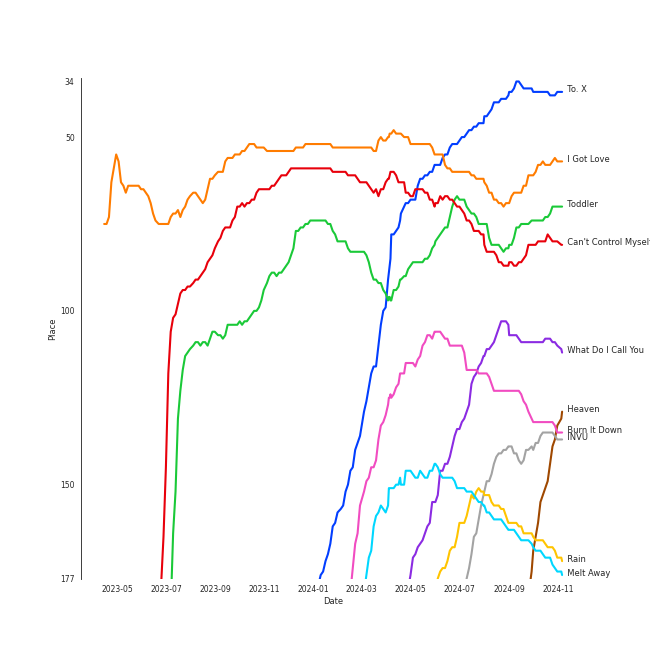 34
50
100
150
177
Place
2023-05
2023-07
2023-09
2023-11
2024-01
2024-03
2024-05
2024-07
2024-09
2024-11
Date
To. X
I Got Love
Toddler
Can't Control Mysel
What Do I Call You
Heaven
Burn It Down
INVU
Rain
Melt Away